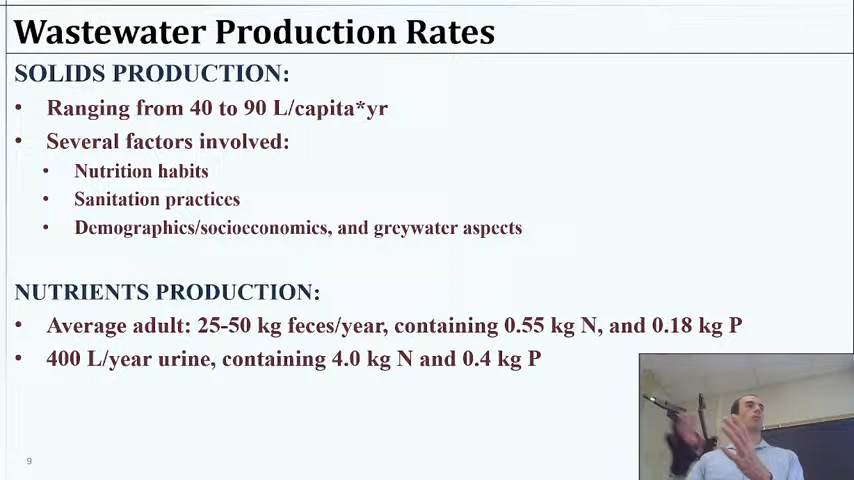 Wastewater Production Rates
SOLIDS PRODUCTION:
• Ranging from 40 to 90 L/capita*yr
• Several factors involved:
• Nutrition habits
• Sanitation practices
• Demographics/socioeconomics, and greywater aspects
NUTRIENTS PRODUCTION:
• Average adult: 25-50 kg feces/year, containing 0.55 kg N, and 0.18 kg P
• 400 L/year urine, containing 4.0 kg N and 0.4 kg P
9